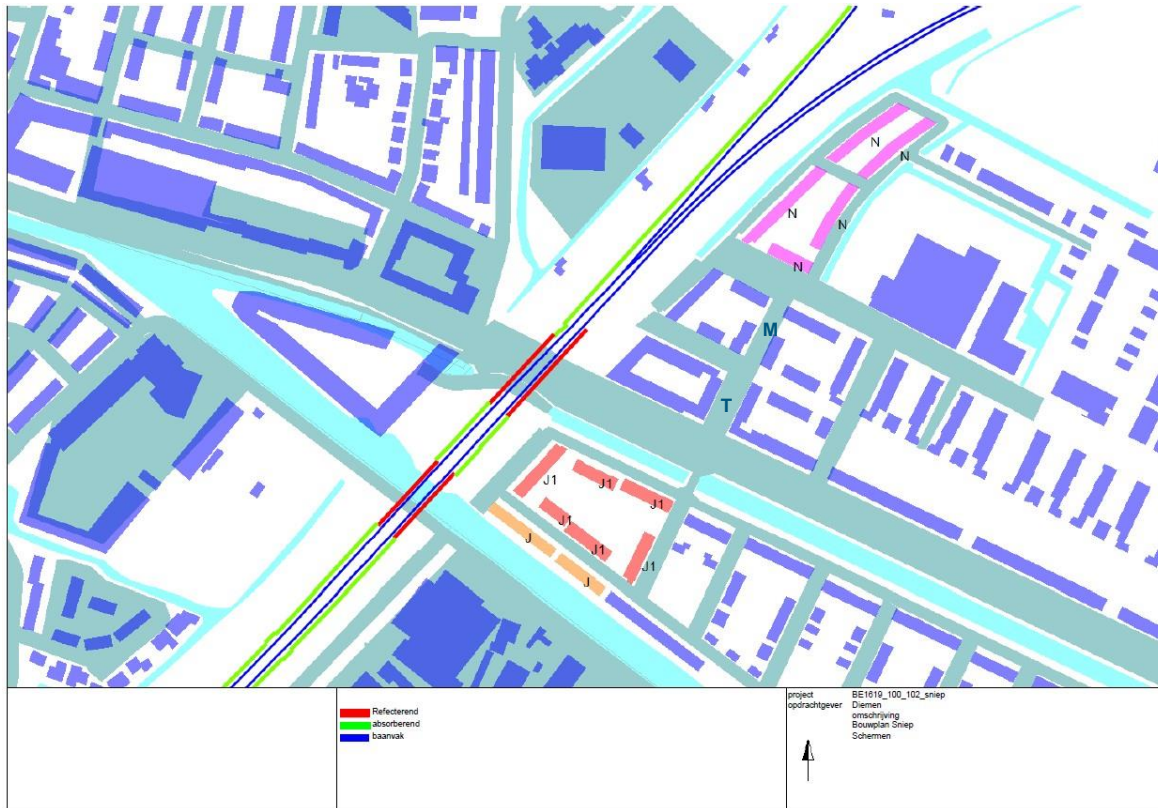 N
N
N
N
N
M
T
J1
J1
J1
J1
J1
J1
J
J
Refecterend
absorberend
baanvak
project BE1619_100_102_sniep
opdrachtgever Diemen
omschrijving
Bouwplan Sniep
Schermen